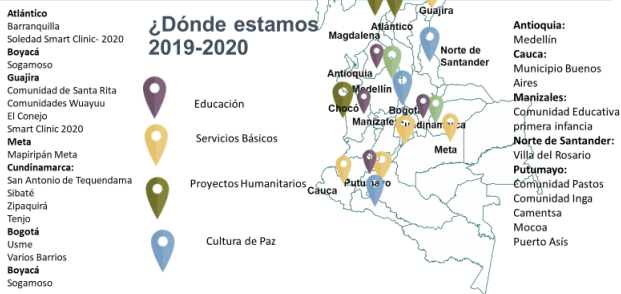 Atlántico
Barranquilla
Soledad Smart Clinic- 2020
Boyacá
Sogamoso
Guajira
Comunidad de Santa Rita
Comunidades Wuayuu
El Conejo
Smart Clinic 2020
Meta
Mapiripán Meta
Cundinamarca:
San Antonio de Tequendama
Sibaté
Zipaquirá
Tenjo
Bogotá
Usme
Varios Barrios
Boyacá
Sogamoso
¿Dónde estamos
2019-2020
Educación
Servicios Básicos
Proyectos Humanitarios
Cultura de Paz
Guajira
Atlántico
Magdalena
Norte de
Santander
Antioquia
Medellín
Chocó
Manizales
Bogotá
Cundinamarca
Meta
Cauca
Putumayo
Antioquia:
Medellín
Cauca:
Municipio Buenos
Aires
Manizales:
Comunidad Educativa
primera infancia
Norte de Santander:
Villa del Rosario
Putumayo:
Comunidad Pastos
Comunidad Inga
Camentsa
Mocoa
Puerto Asís